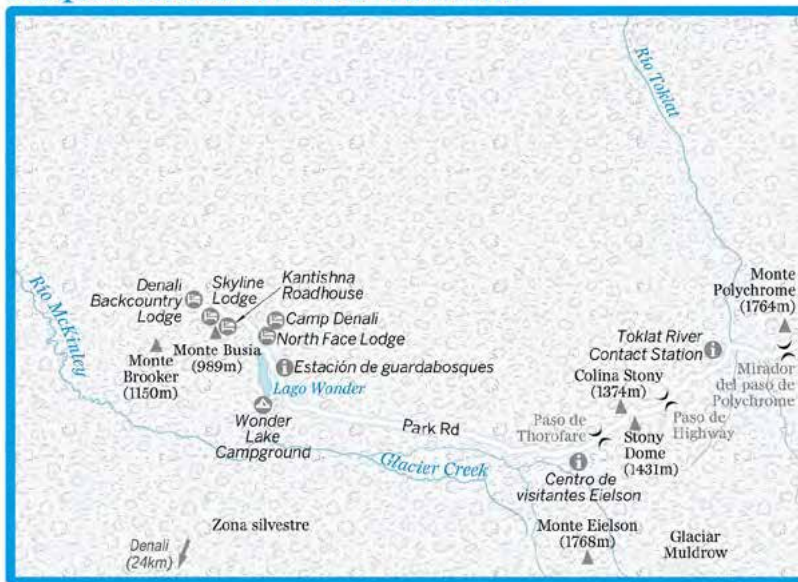 Río Toklat
Río McKinley
Denali
Backcountry
Lodge
Skyline
Lodge
Kantishna
Roadhouse
Camp Denali
North Face Lodge
Monte
Brooker
(1150m)
Monte Busia
(989m)
Estación de guardabosques
Lago Wonder
Wonder
Lake
Campground
Park Rd
Glacier Creek
Monte
Polychrome
(1764m)
Toklat River
Contact Station
Mirador
del paso de
Polychrome
Colina Stony
(1374m)
Paso de
Highway
Paso de
Thorofare
Stony
Dome
(1431m)
Centro de
visitantes Eielson
Monte Eielson
(1768m)
Glaciar
Muldrow
Zona silvestre
Denali
(24km)